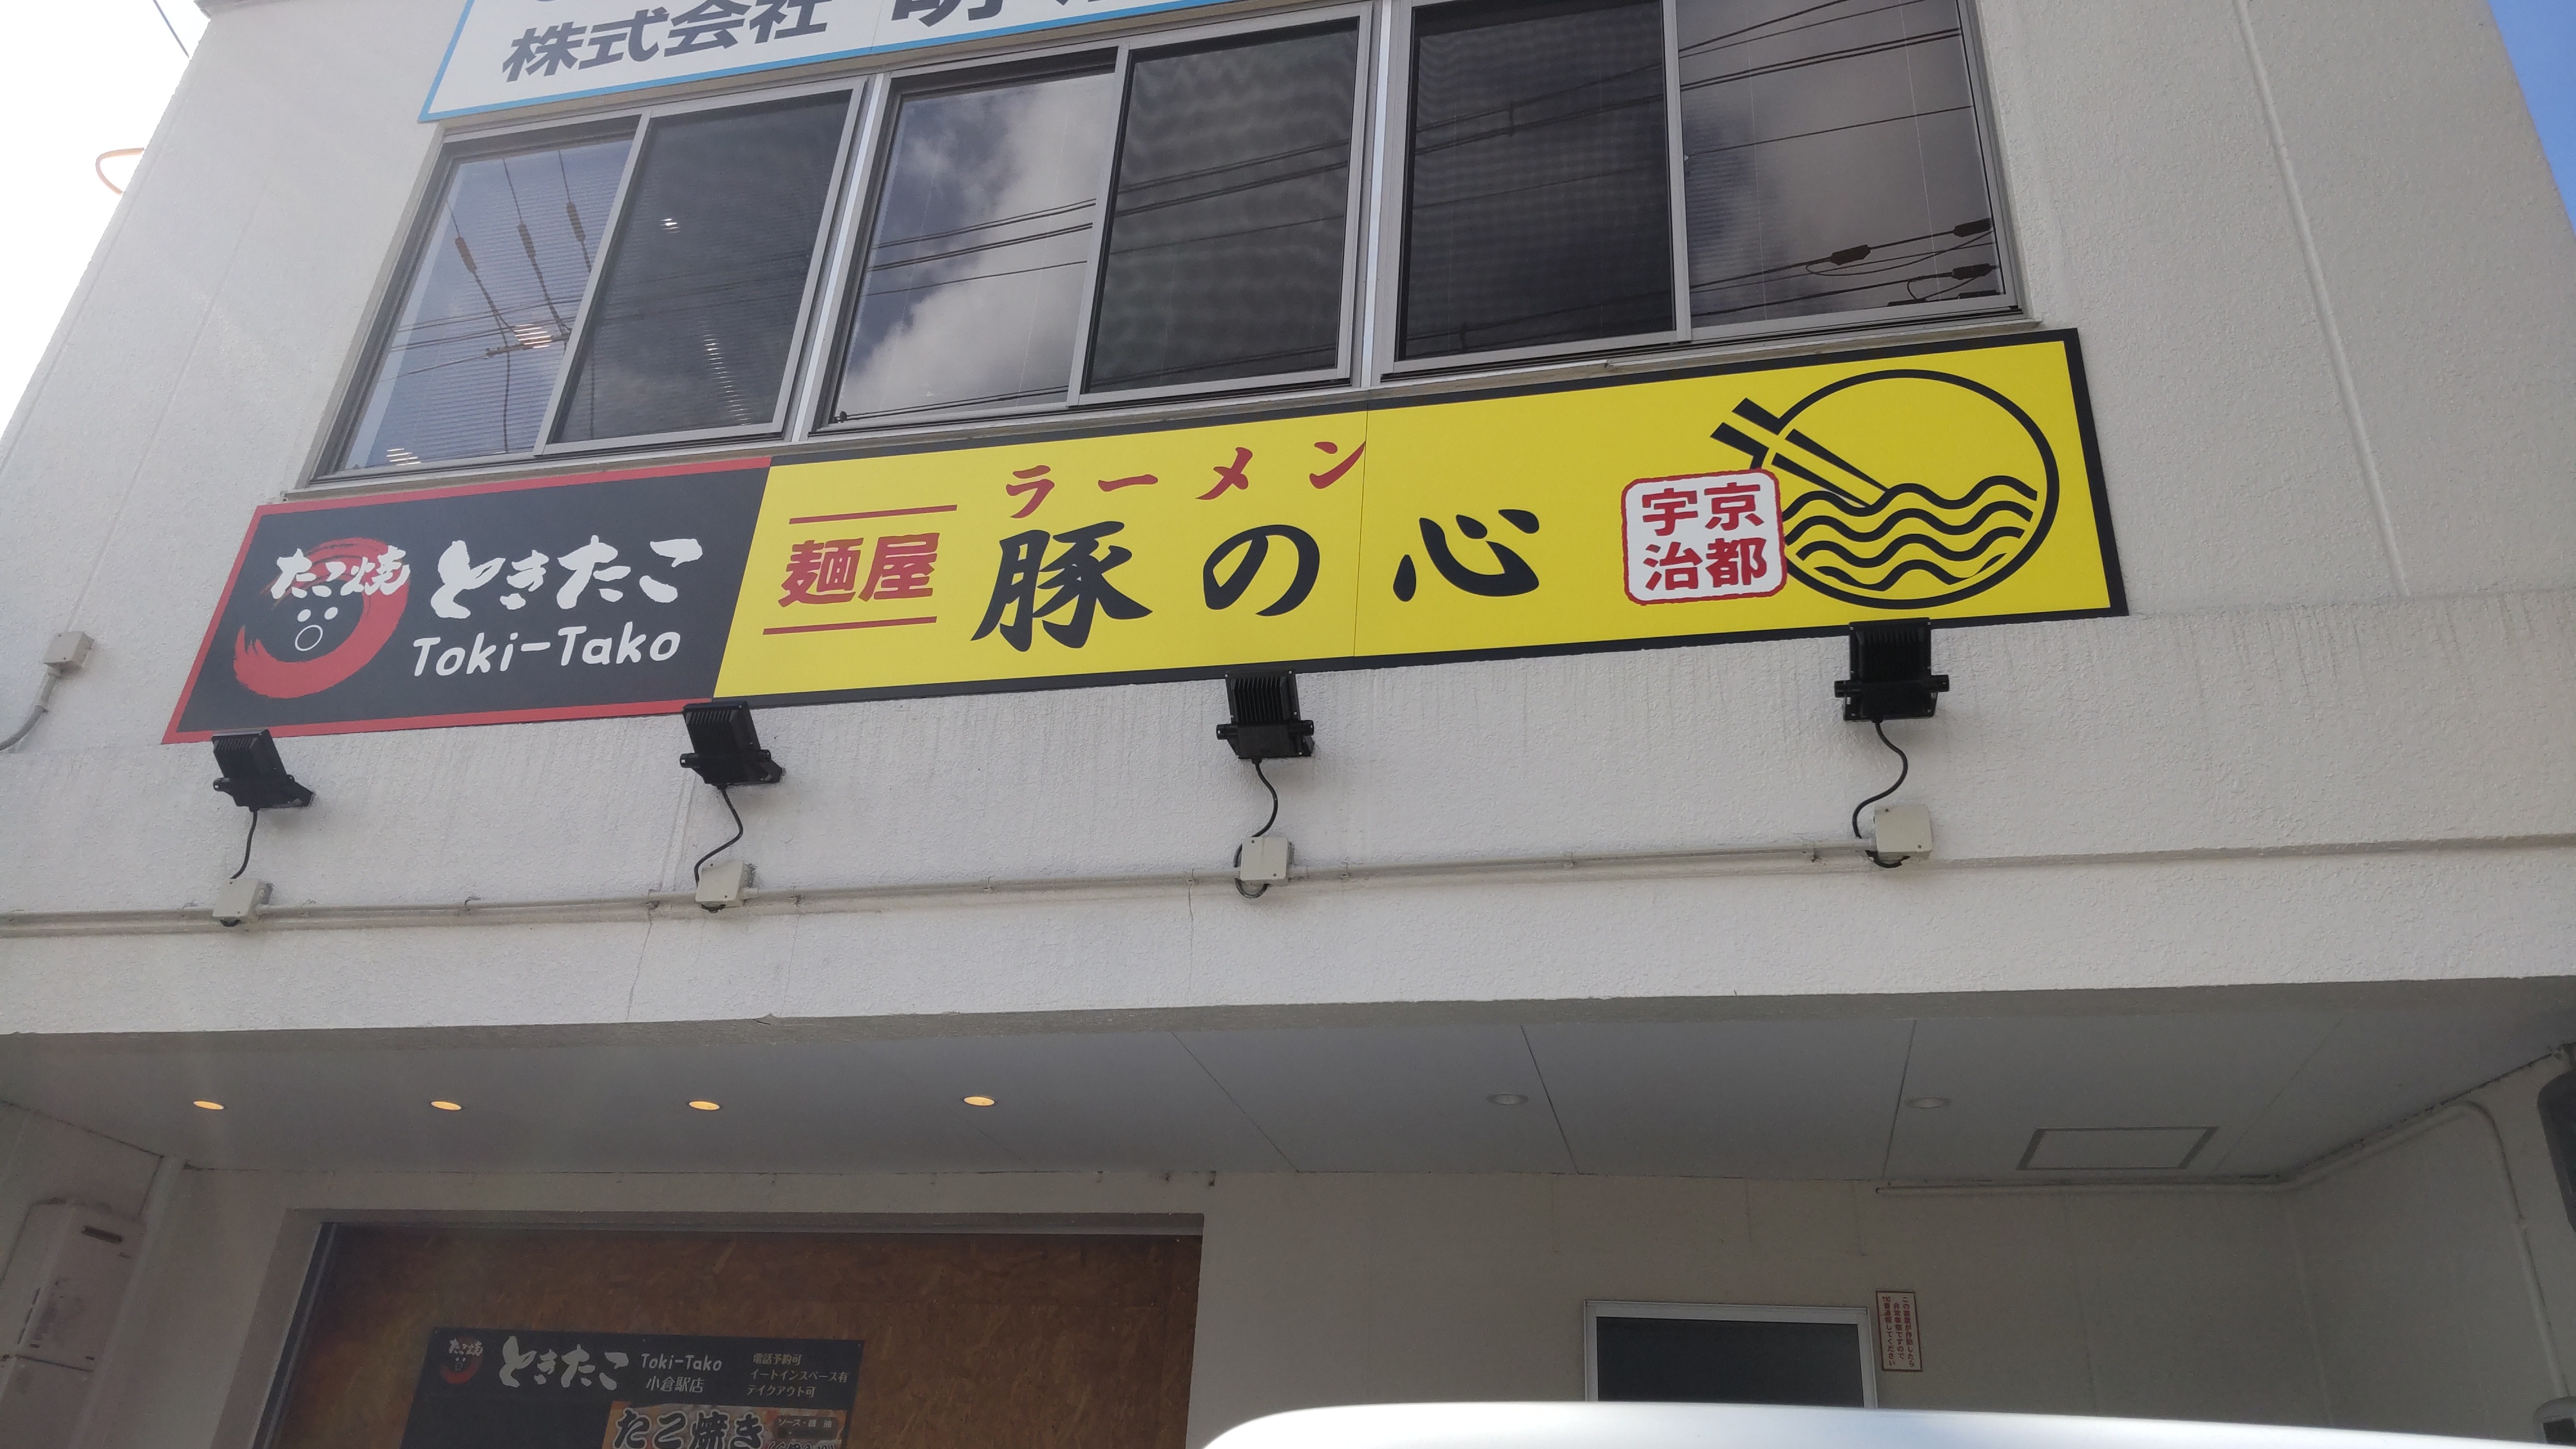 株式会社
たこ焼
ときたこ
Toki-Tako
麺屋
ラーメン
豚の心
京都
宇治
たこ焼
ときたこ
Toki-Tako
小倉駅店
電話予約可
イートインスペース有
テイクアウト可
たこ焼き